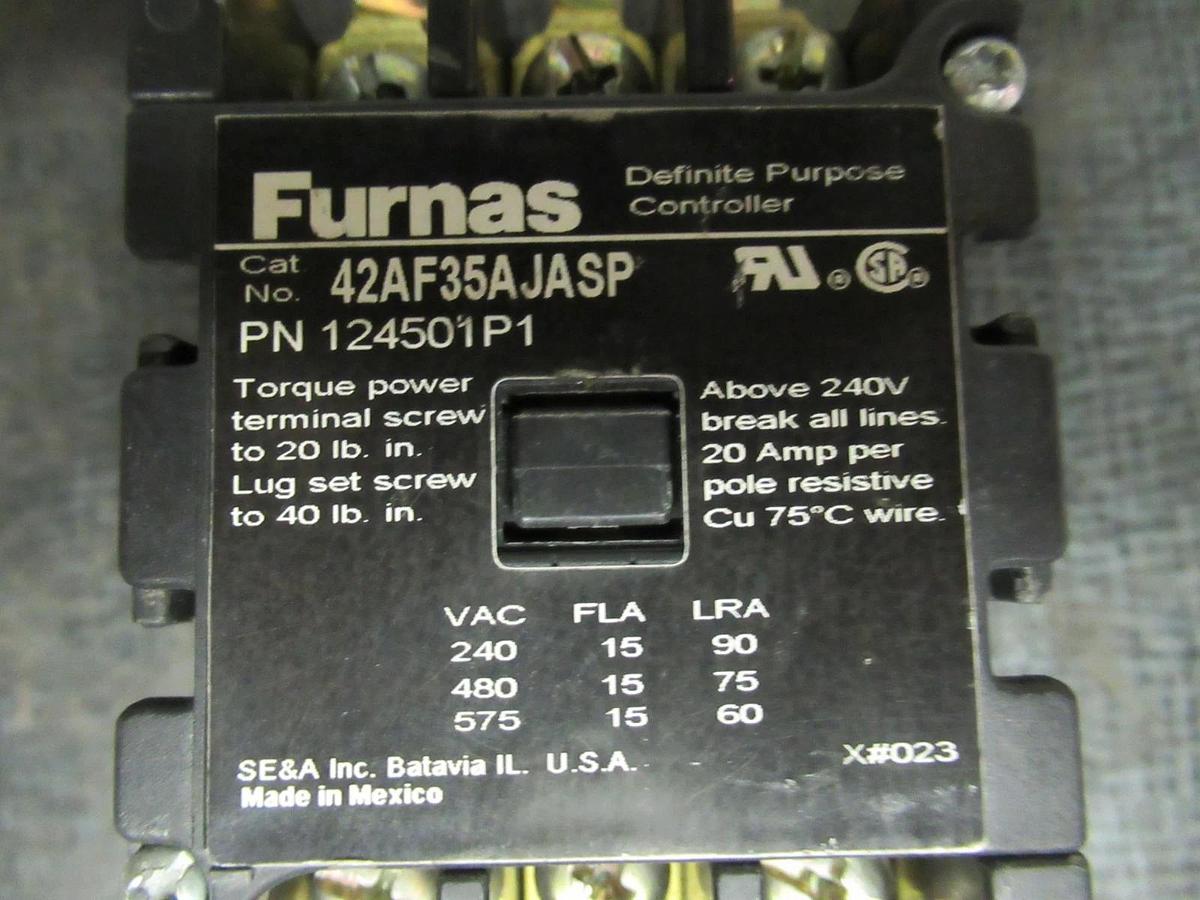 Furnas
Definite Purpose
Controller
Cat
No. 42AF35AJASP
RU ® SA ®
PN 124501P1
Torque power
terminal screw
to 20 lb. in.
Lug set screw
to 40 lb. in.
Above 240V
break all lines.
20 Amp per
pole resistive
Cu 75°C wire.
VAC FLA LRA
240 15 90
480 15 75
575 15 60
SE&A Inc. Batavia IL. U.S.A.
Made in Mexico
X#023